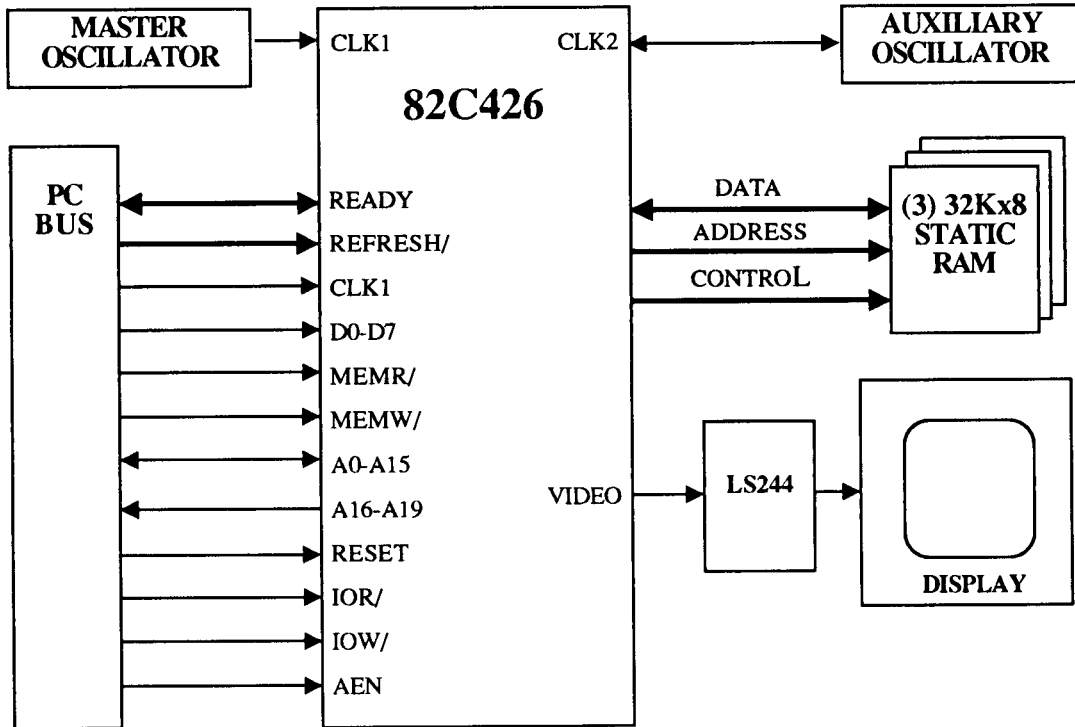 MASTER
OSCILLATOR
CLK1
CLK2
AUXILIARY
OSCILLATOR
82C426
PC
BUS
READY
REFRESH/
CLK1
D0-D7
MEMR/
MEMW/
A0-A15
A16-A19
RESET
IOR/
IOW/
AEN
DATA
ADDRESS
CONTROL
(3) 32Kx8
STATIC
RAM
VIDEO
LS244
DISPLAY